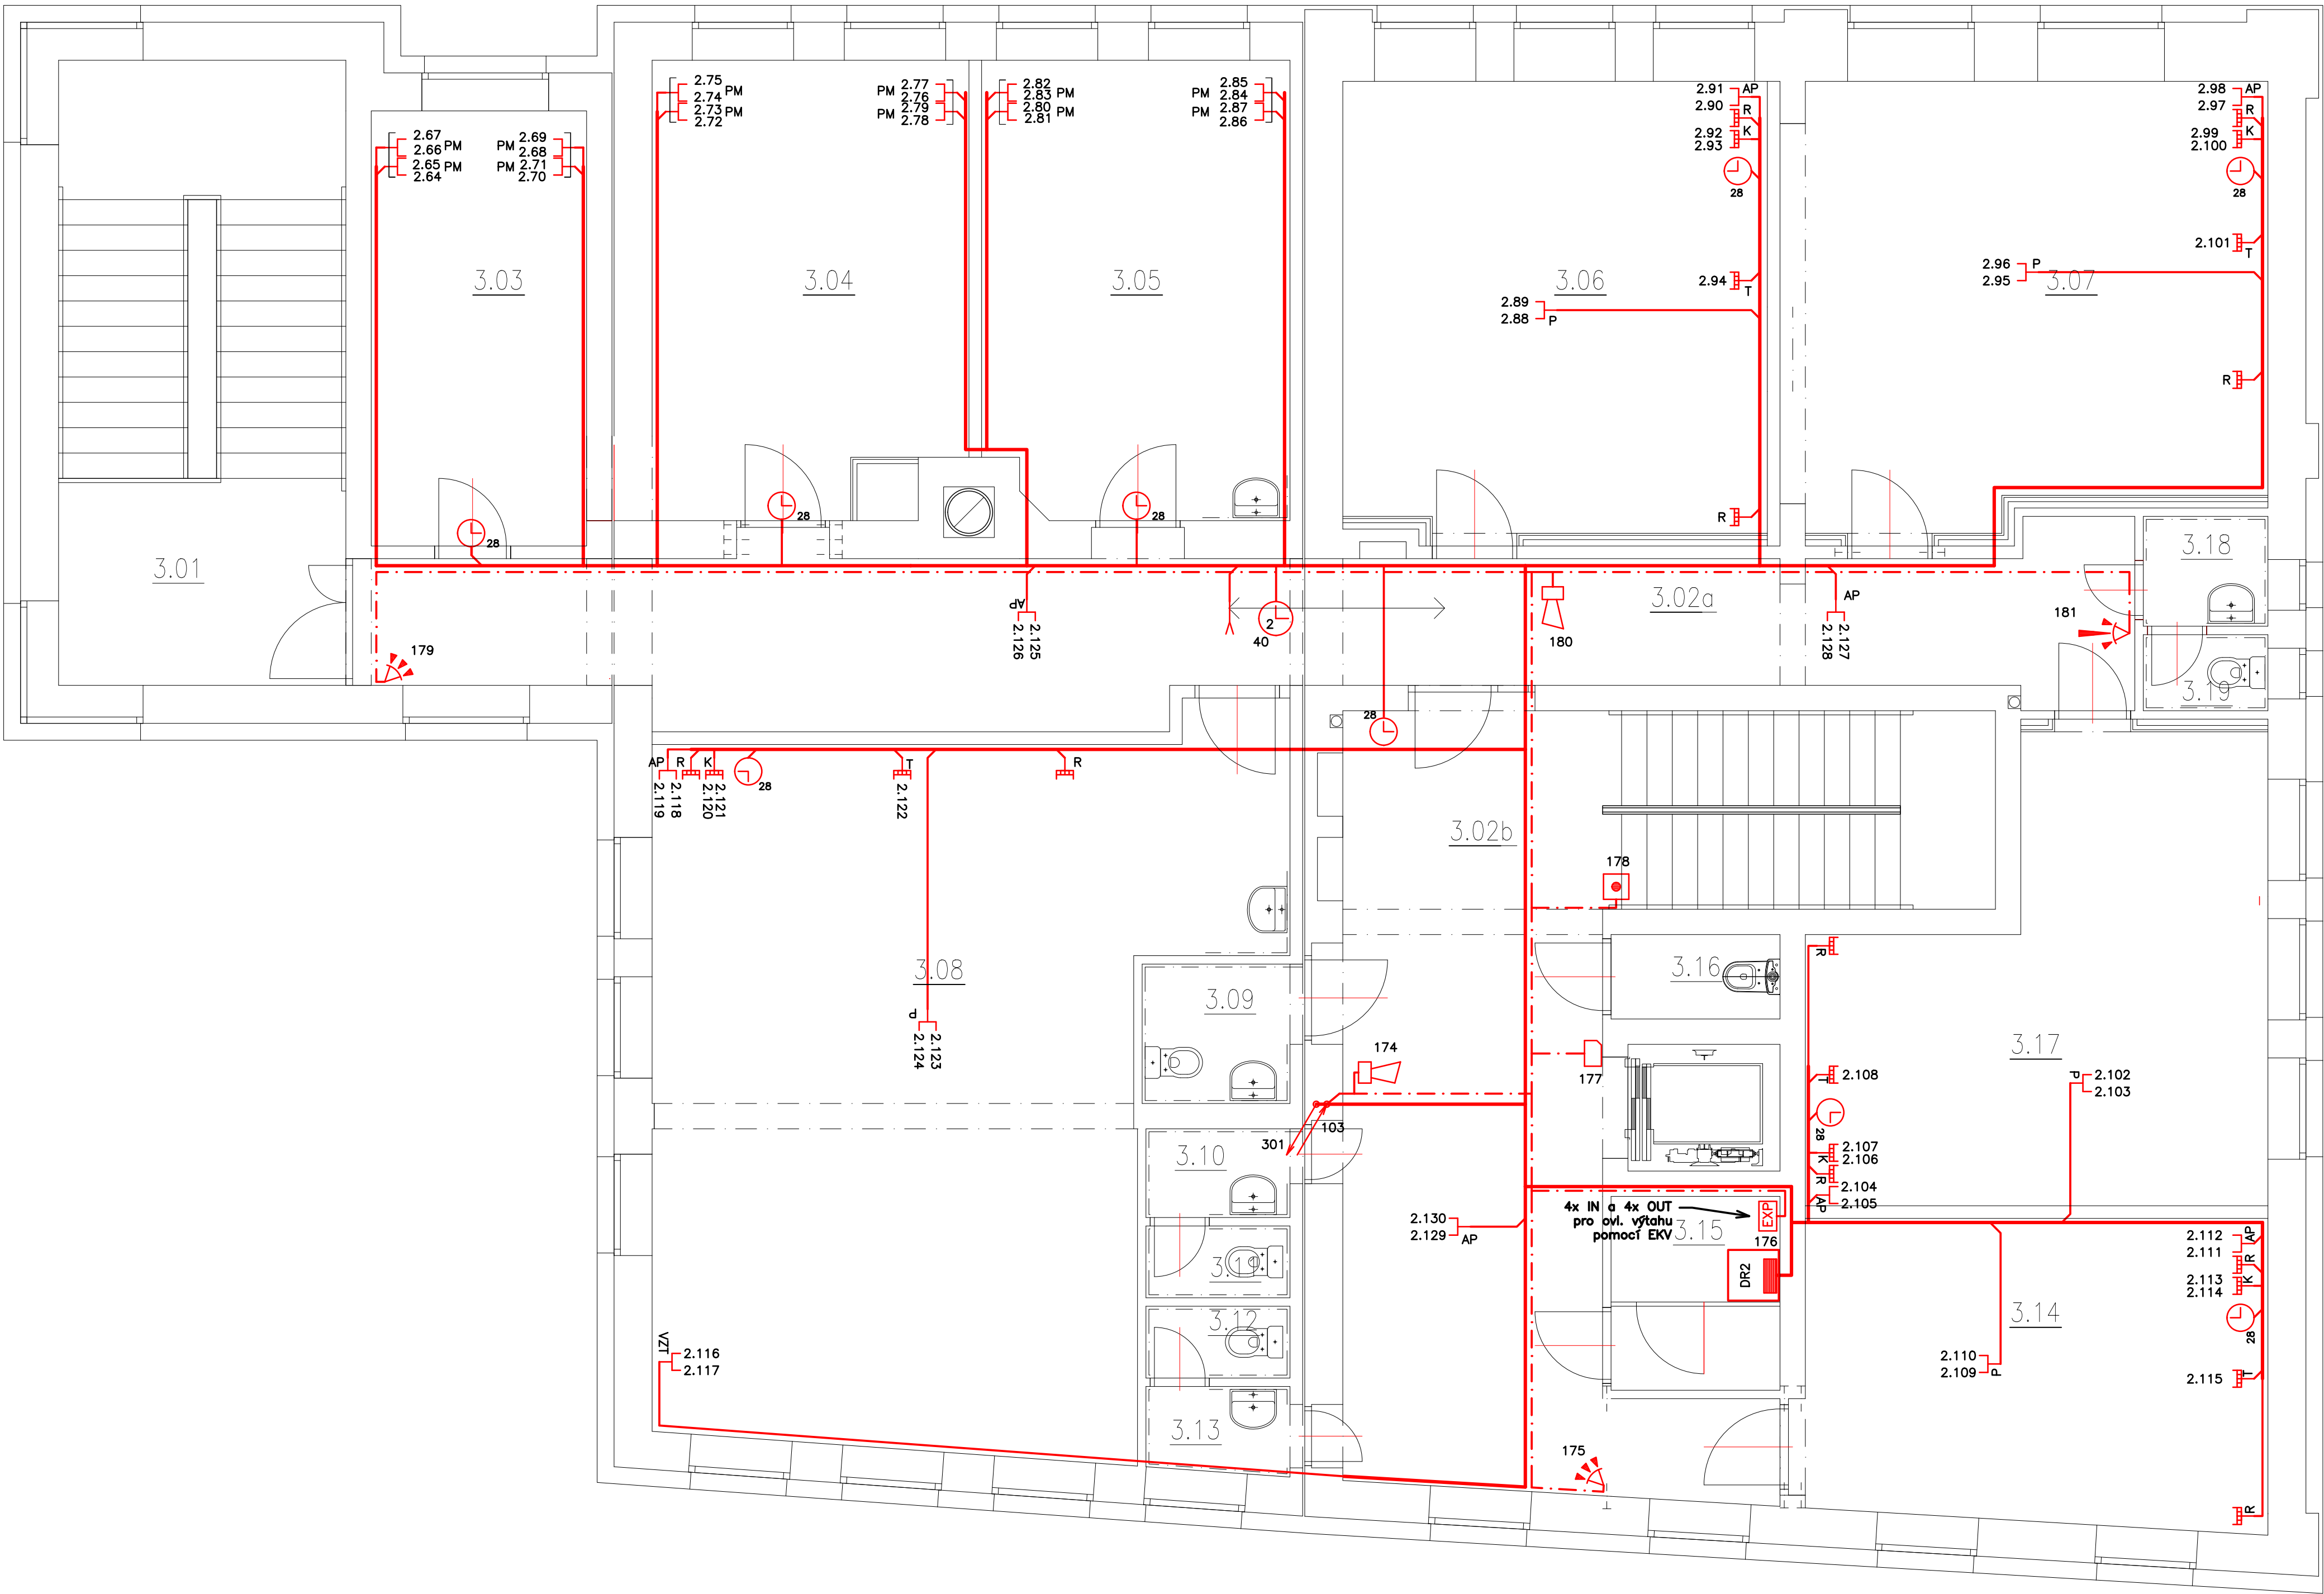 2.75
2.74 PM
2.73 PM
2.72
PM 2.77
2.76
PM 2.79
2.78
2.82
2.83 PM
2.80
2.81 PM
2.85
PM 2.84
PM 2.87
2.86
2.91 AP
2.90 R
2.92 K
2.93
28
2.98 AP
2.97 R
2.99 K
2.100
28
2.67
2.66 PM
2.65 PM
2.64
PM 2.69
2.68
PM 2.71
2.70
2.101
T
2.96 P
2.95
3.03
3.04
3.05
3.06
2.94
T
3.07
2.89
2.88 P
R
R
28
28
28
3.01
3.18
3.02a
AP
2.125
2.126
2
40
180
AP
2.127
2.128
181
179
3.19
28
AP
2.118
2.119
R
K
2.121
2.120
28
T
2.122
R
3.02b
178
3.08
3.09
3.16
R
P
2.123
2.124
174
177
3.17
T 2.108
P 2.102
2.103
28
103
301
3.10
K 2.107
2.106
R
2.104
AP 2.105
2.130
2.129 AP
4x IN a 4x OUT
pro ovl. výtahu
pomocí EKV
EXP
176
3.15
DR2
2.112 AP
2.111
R
2.113 K
2.114
28
3.11
3.12
3.14
VZT
2.116
2.117
2.110
2.109 P
2.115 T
3.13
175
R